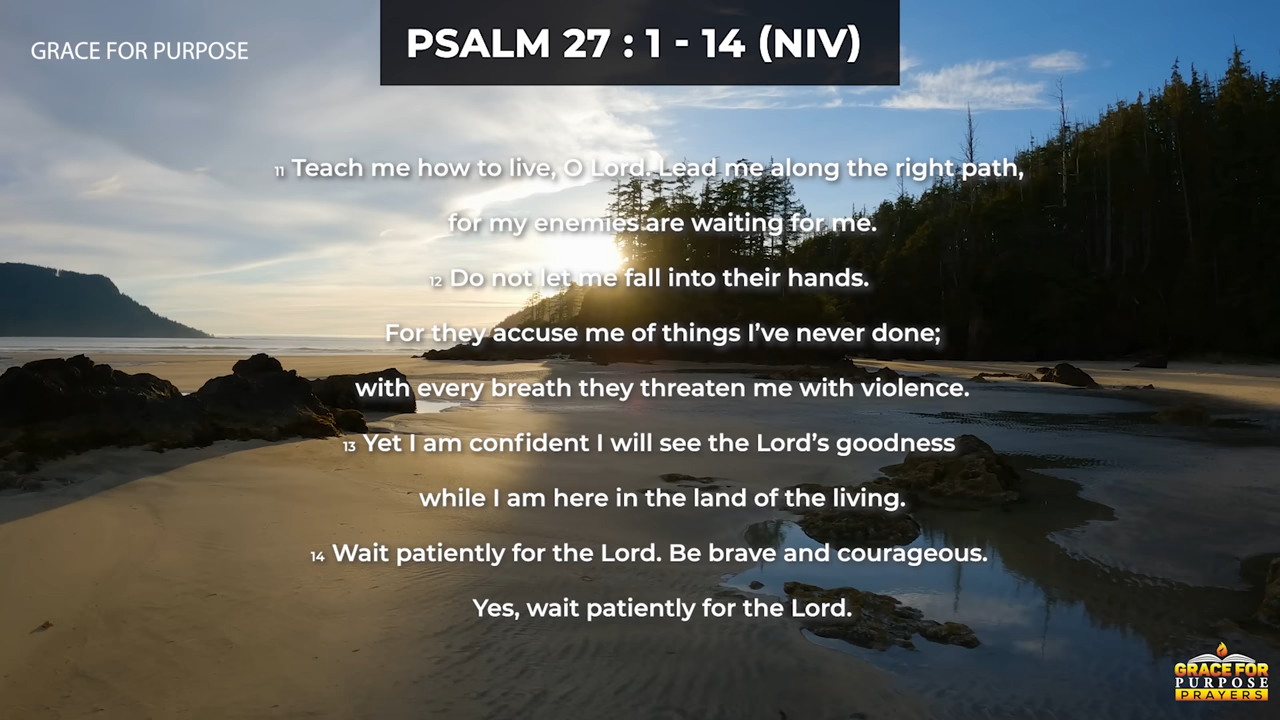 GRACE FOR PURPOSE
PSALM 27 : 1 - 14 (NIV)
11 Teach me how to live, O Lord. Lead me along the right path,
for my enemies are waiting for me.
12 Do not let me fall into their hands.
For they accuse me of things I’ve never done;
with every breath they threaten me with violence.
13 Yet I am confident I will see the Lord’s goodness
while I am here in the land of the living.
14 Wait patiently for the Lord. Be brave and courageous.
Yes, wait patiently for the Lord.
GRACE FOR
PURPOSE
PRAYERS